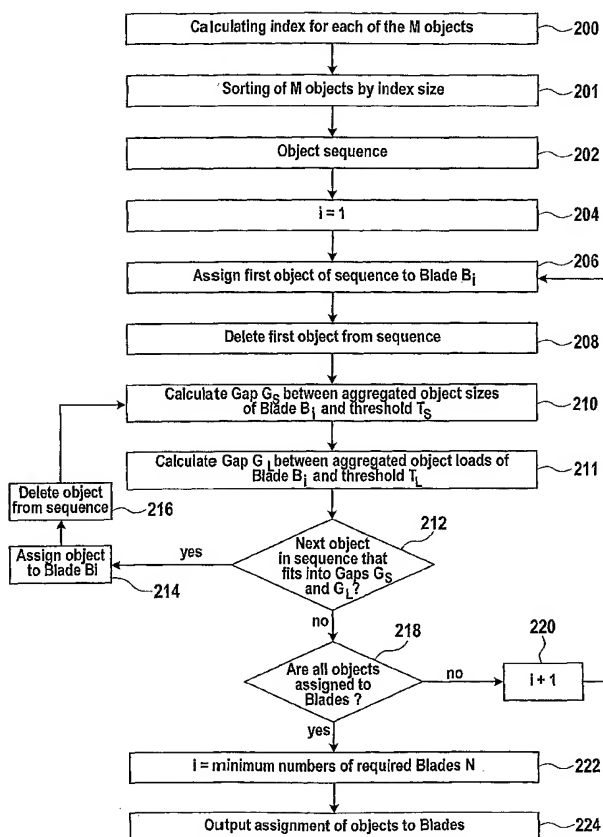 Calculating index for each of the M objects
200
Sorting of M objects by index size
201
Object sequence
202
i = 1
204
206
Assign first object of sequence to Blade Bi
Delete first object from sequence
208
Calculate Gap GS between aggregated object sizes
of Blade Bi and threshold TS
210
Calculate Gap GL between aggregated object loads of
Blade Bi and threshold TL
211
Delete object
from sequence
216
Assign object
to Blade Bi
214
yes
Next object
in sequence that
fits into Gaps GS
and GL?
212
no
Are all objects
assigned to
Blades ?
218
no
220
i + 1
yes
i = minimum numbers of required Blades N
222
Output assignment of objects to Blades
224